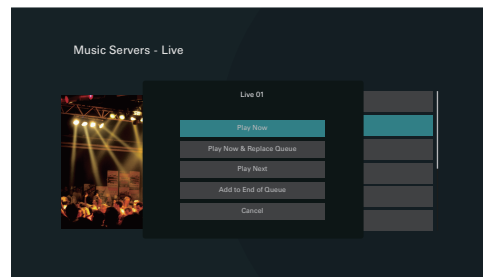 Music Servers - Live
Live 01
Play Now
Play Now & Replace Queue
Play Next
Add to End of Queue
Cancel